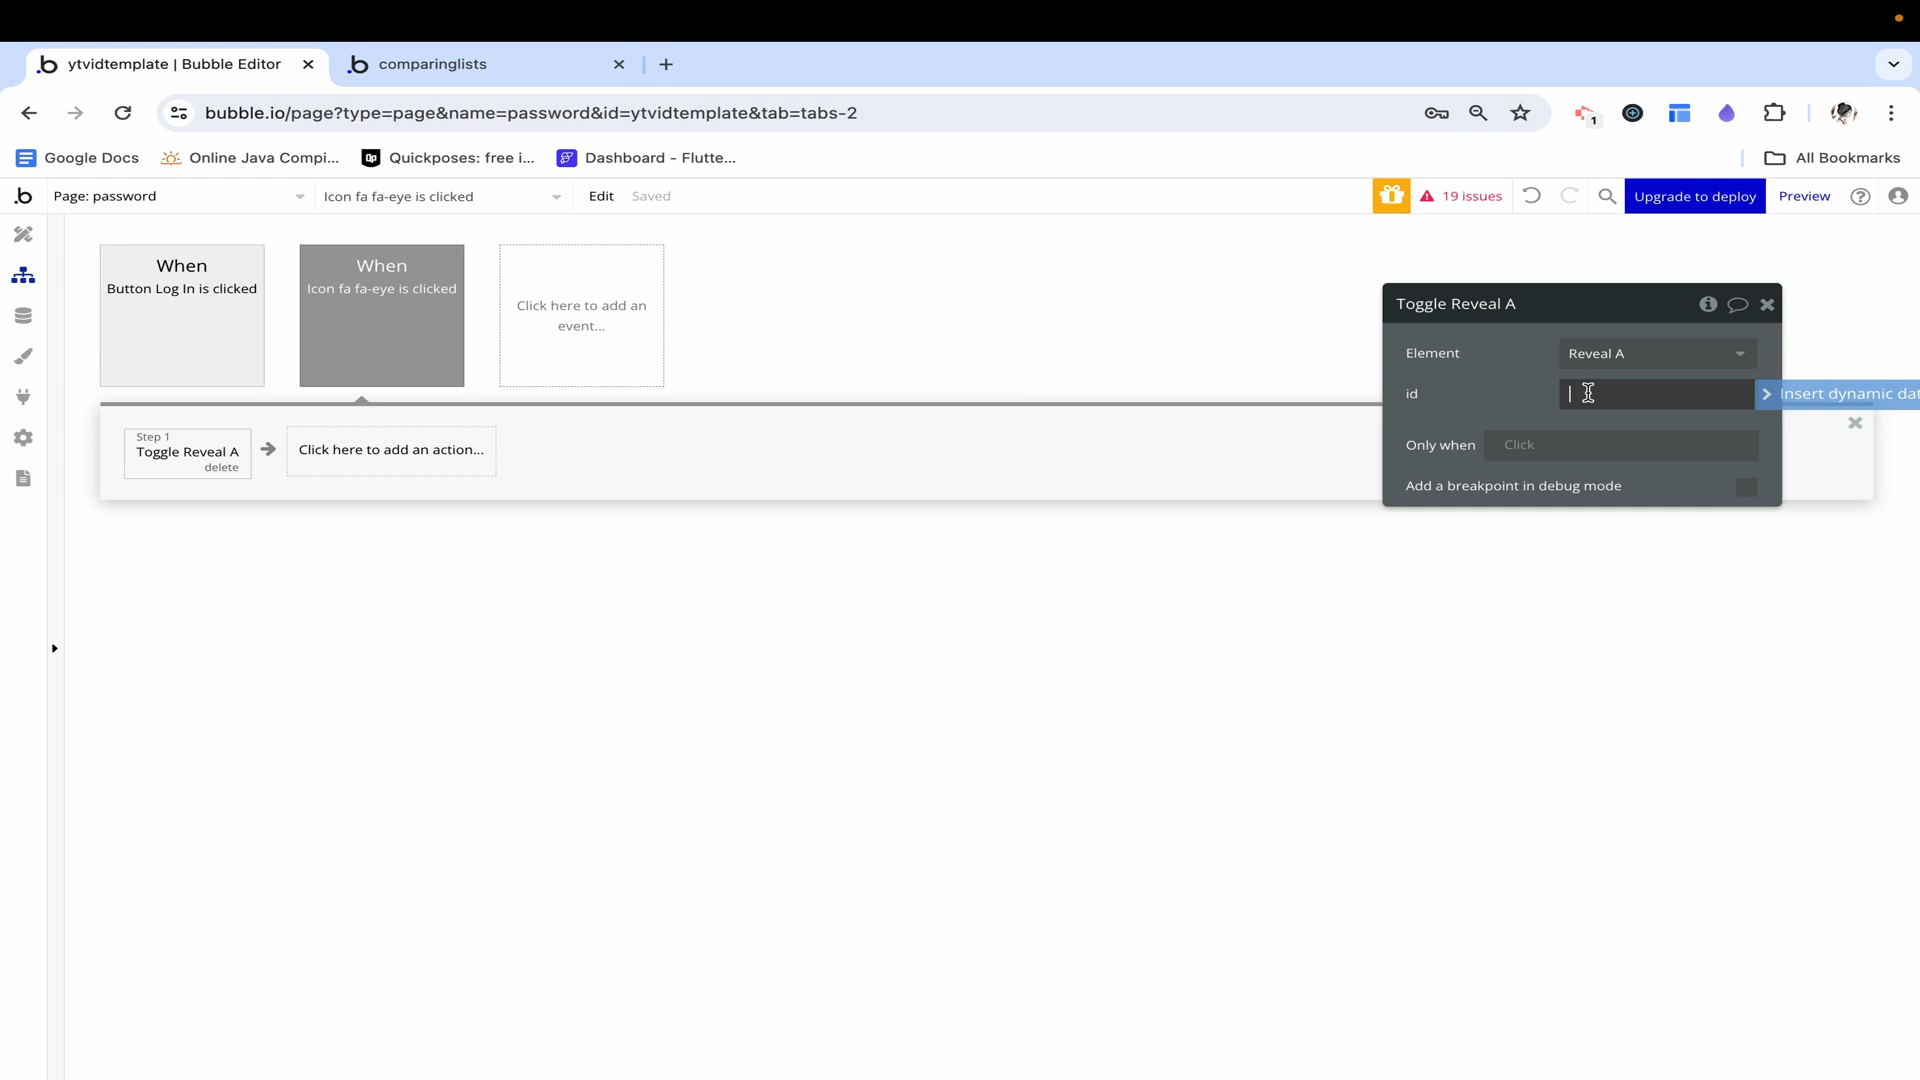 ytvidtemplate | Bubble Editor
comparinglists
bubble.io/page?type=page&name=password&id=ytvidtemplate&tab=tabs-2
1
Google Docs
Online Java Compi...
Quickposes: free i...
Dashboard - Flutte...
All Bookmarks
Page: password
Icon fa fa-eye is clicked
Edit
Saved
19 issues
Upgrade to deploy
Preview
When
Button Log In is clicked
When
Icon fa fa-eye is clicked
Click here to add an
event...
Step 1
Toggle Reveal A
delete
Click here to add an action...
Toggle Reveal A
Element
Reveal A
id
Insert dynamic dat
Only when
Click
Add a breakpoint in debug mode